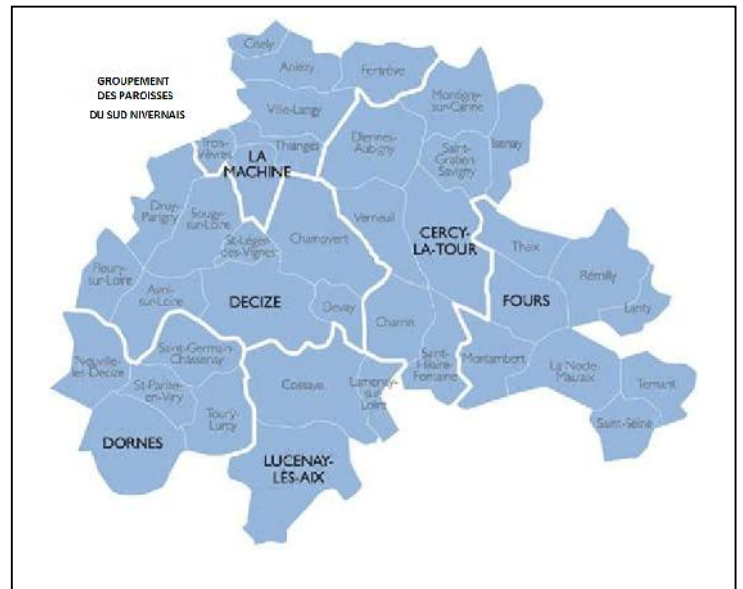 GROUPEMENT
DES PAROISSES
DU SUD NIVERNAIS
Cisely
Anlezy
Fertrève
Ville-Langy
Montigny-
sur-Canne
Isenay
Diennes-
Aubigny
Saint-
Gratien-
Savigny
Trois-
Vèvres
Thianges
LA
MACHINE
Druy-
Parigny
Sougy-
sur-Loire
St-Léger-
des-Vignes
Champvert
Verneuil
CERCY-
LA-TOUR
Thaix
Rémilly
Lanty
FOURS
Fleury-
sur-Loire
Avril-
sur-Loire
DECIZE
Devay
Charrin
Saint-
Hilaire-
Fontaine
Montambert
La Nocle-
Maulaix
Ternant
Saint-Seine
Neuville-
lès-Decize
Saint-Germain-
Chassenay
St-Parize-
en-Viry
Toury-
Lurcy
DORNES
Cossaye
Lamenay-
sur
Loire
LUCENAY-
LÈS-AIX